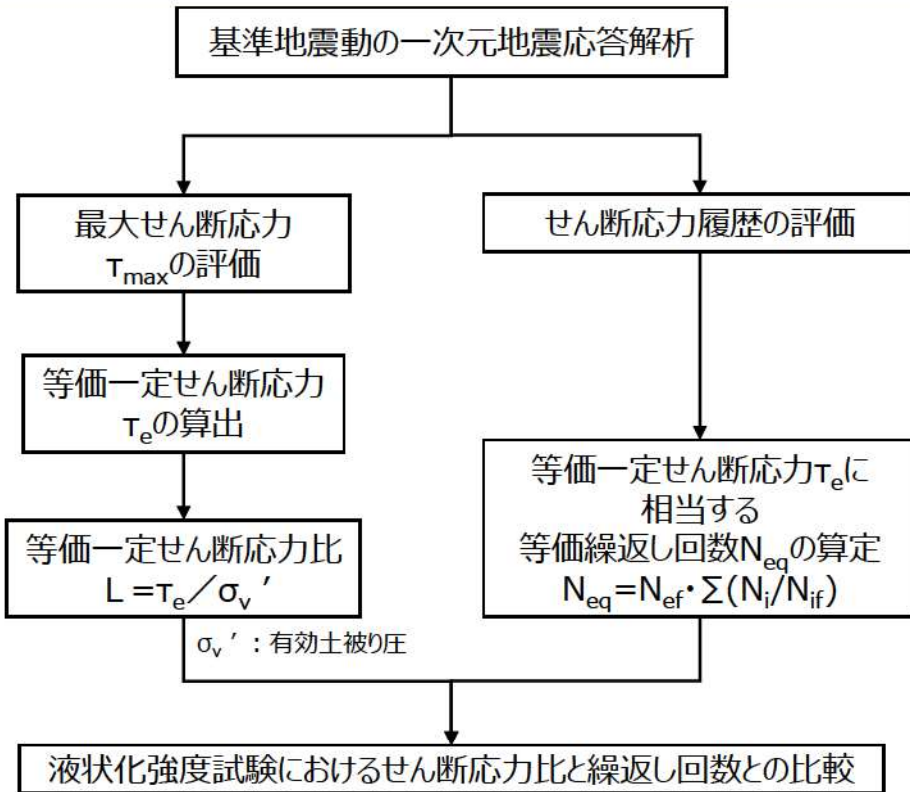 基準地震動の一次元地震応答解析
最大せん断応力
τmaxの評価
せん断応力履歴の評価
等価一定せん断応力
τeの算出
等価一定せん断応力比
L=τe／σv′
σv′：有効土被り圧
等価一定せん断応力τeに
相当する
等価繰返し回数Neqの算定
Neq=Nef・Σ(Ni/Nif)
液状化強度試験におけるせん断応力比と繰返し回数との比較